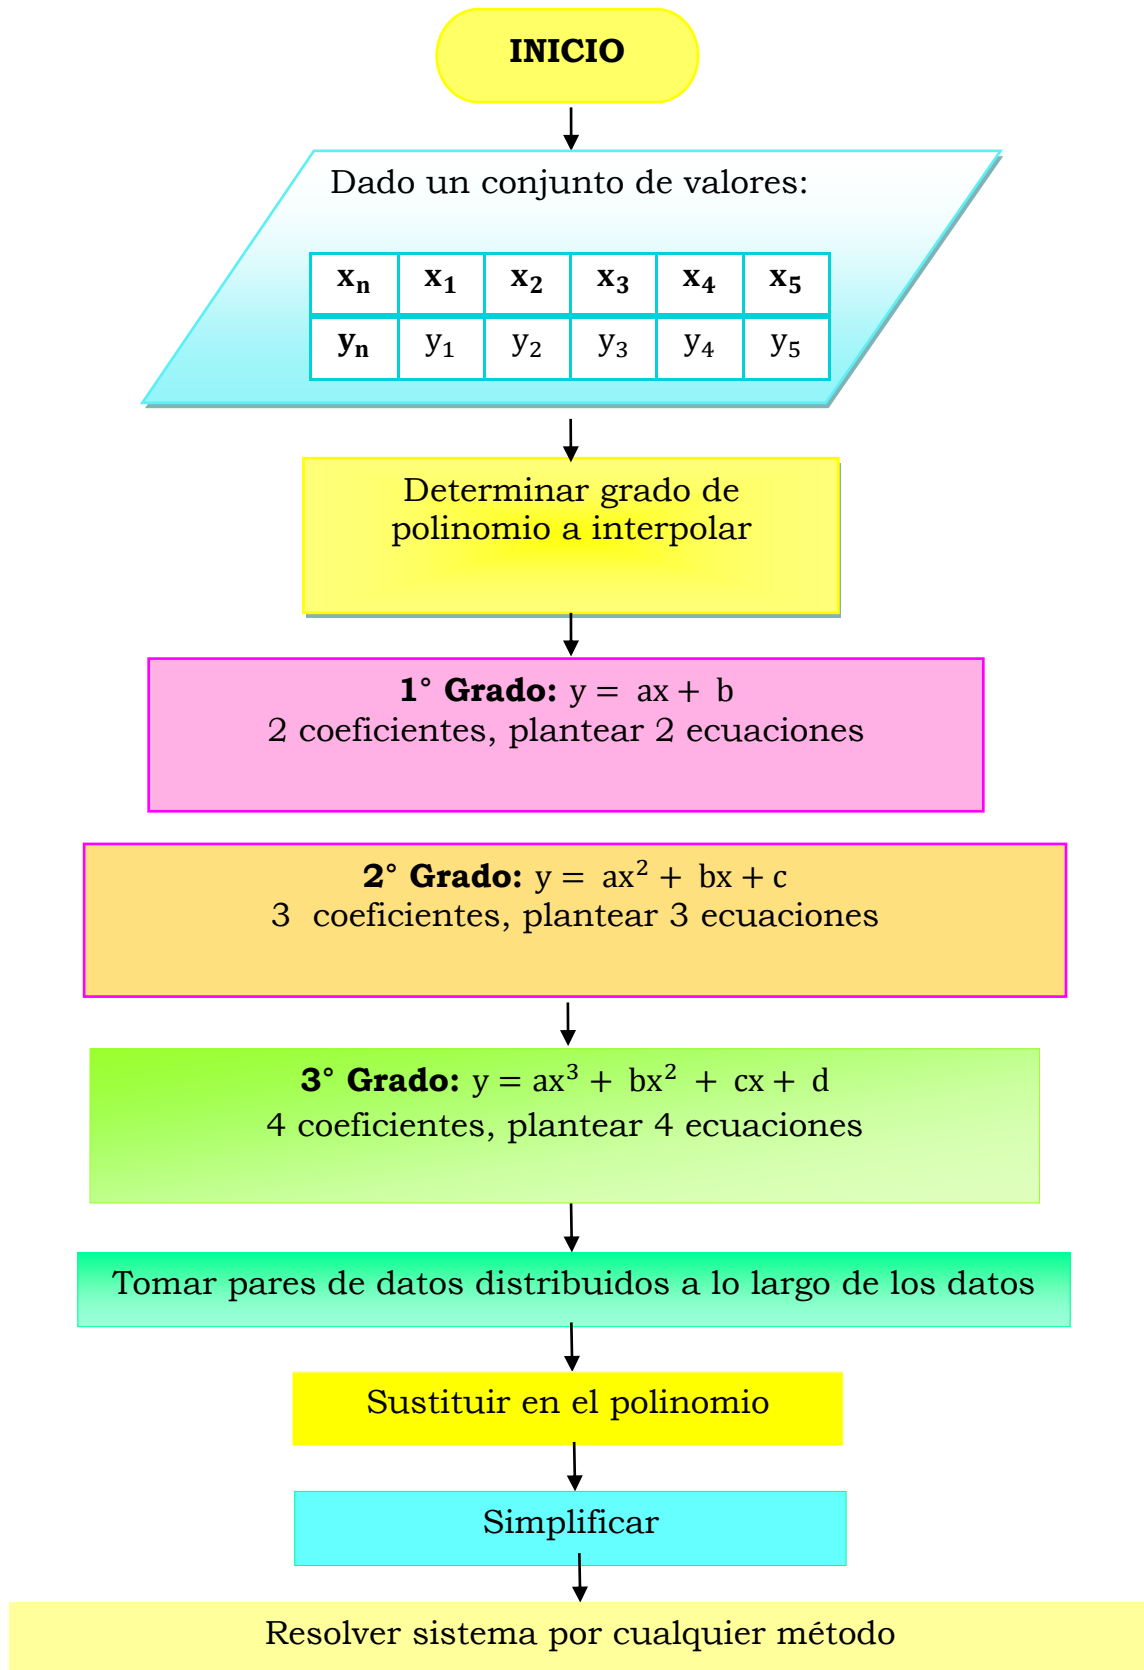 INICIO
Dado un conjunto de valores:
xₙ x₁ x₂ x₃ x₄ x₅
yₙ y₁ y₂ y₃ y₄ y₅
Determinar grado de
polinomio a interpolar
1° Grado: y = ax + b
2 coeficientes, plantear 2 ecuaciones
2° Grado: y = ax² + bx + c
3 coeficientes, plantear 3 ecuaciones
3° Grado: y = ax³ + bx² + cx + d
4 coeficientes, plantear 4 ecuaciones
Tomar pares de datos distribuidos a lo largo de los datos
Sustituir en el polinomio
Simplificar
Resolver sistema por cualquier método